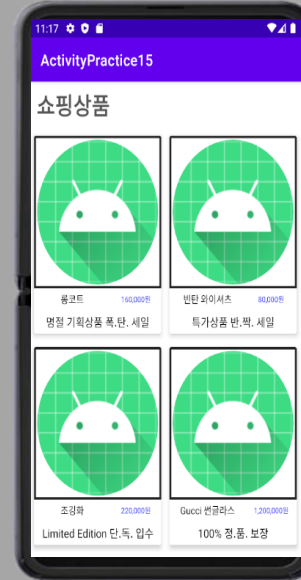 11:17
ActivityPractice15
쇼핑상품
롱코트 160,000원
빈탄 와이셔츠 80,000원
명절 기획상품 폭.탄. 세일
특가상품 반.짝. 세일
조깅화 220,000원
Gucci 썬글라스 1,200,000원
Limited Edition 단.독. 입수
100% 정.품. 보장